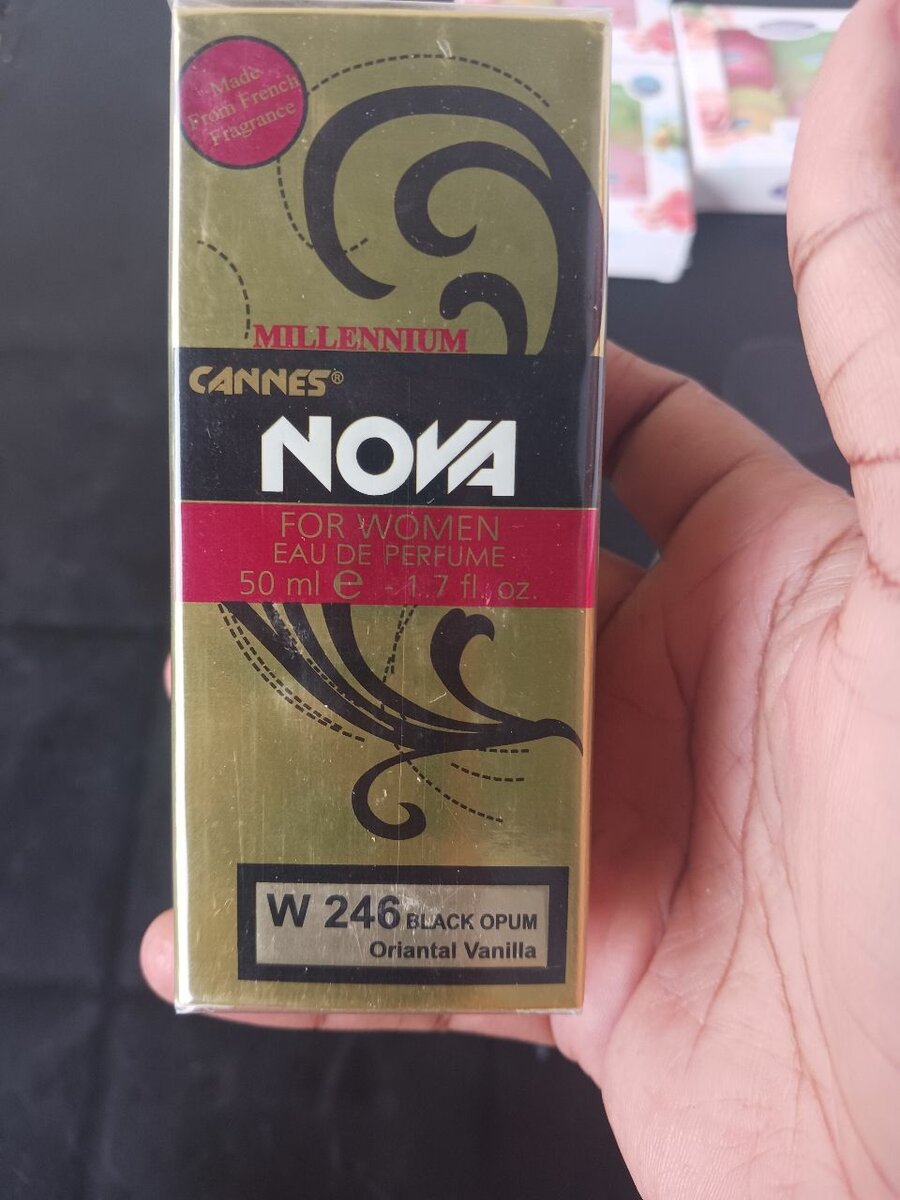 Made
From French
Fragrance
MILLENNIUM
CANNES®
NOVA
FOR WOMEN
EAU DE PERFUME
50 ml e - 1.7 fl. oz.
W 246 BLACK OPUM
Oriantal Vanilla